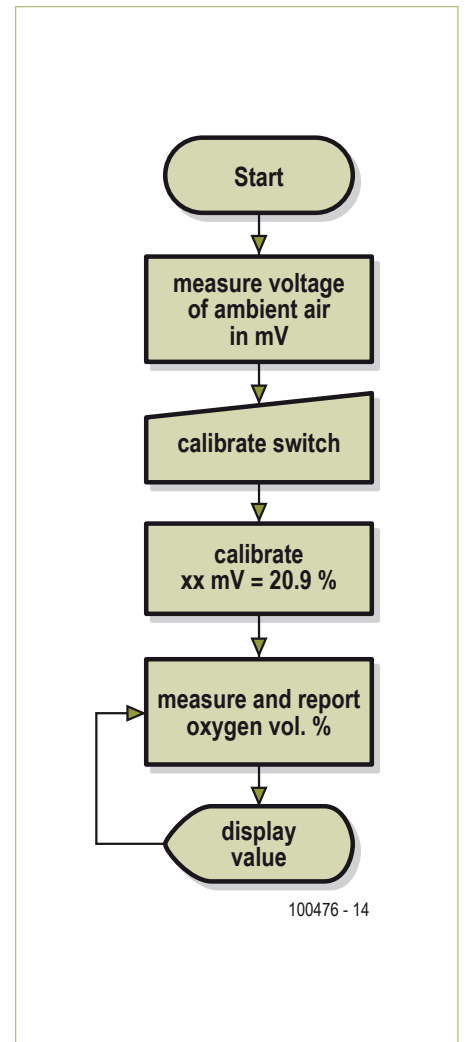 Start
measure voltage
of ambient air
in mV
calibrate switch
calibrate
xx mV = 20.9 %
measure and report
oxygen vol. %
display
value
100476 - 14